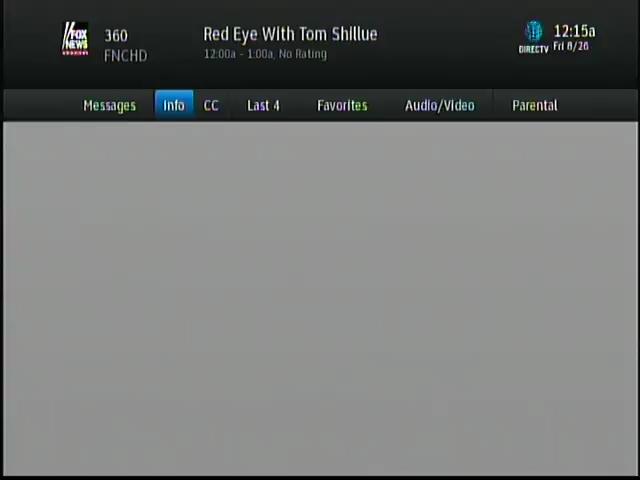 FOX
NEWS
360
FNCHD
Red Eye With Tom Shillue
12:00a - 1:00a, No Rating
DIRECTV
12:15a
Fri 8/26
Messages
Info
CC
Last 4
Favorites
Audio/Video
Parental